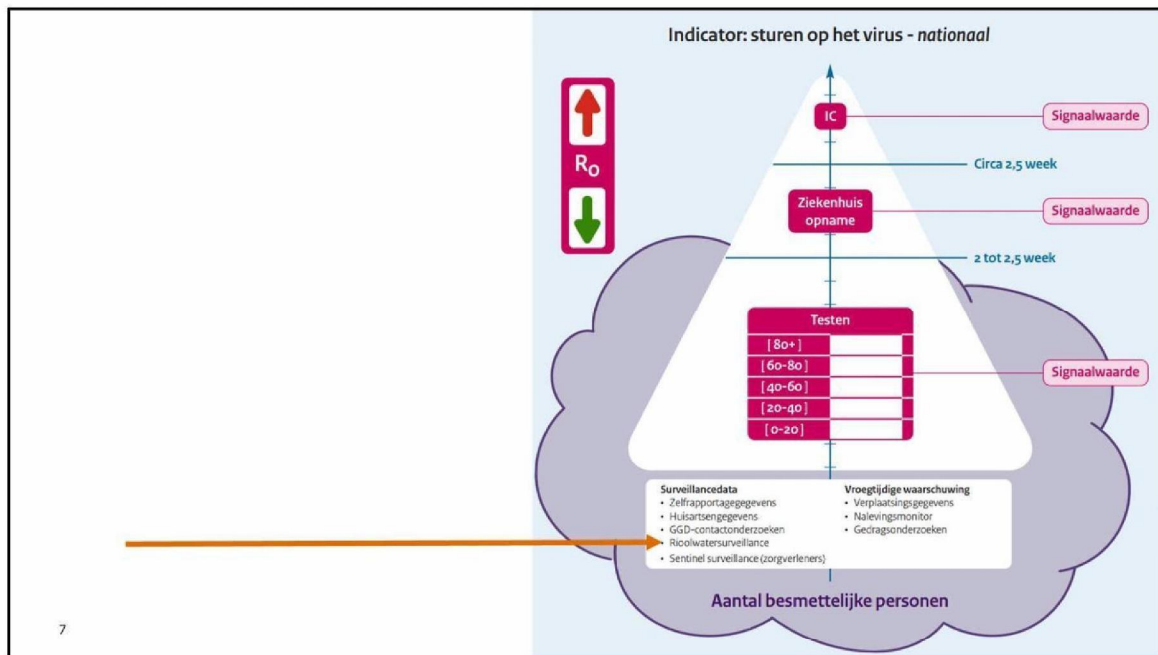 Indicator: sturen op het virus - nationaal
R0
IC
Signaalwaarde
Circa 2,5 week
Ziekenhuis
opname
Signaalwaarde
2 tot 2,5 week
Testen
[ 80+ ]
[ 60-80 ]
[ 40-60 ]
[ 20-40 ]
[ 0-20 ]
Signaalwaarde
Surveillancedata
• Zelfrapportagegegevens
• Huisartsengegevens
• GGD-contactonderzoeken
• Rioolwatersurveillance
• Sentinel surveillance (zorgverleners)
Vroegtijdige waarschuwing
• Verplaatsingsgegevens
• Nalevingsmonitor
• Gedragsonderzoeken
Aantal besmettelijke personen
7